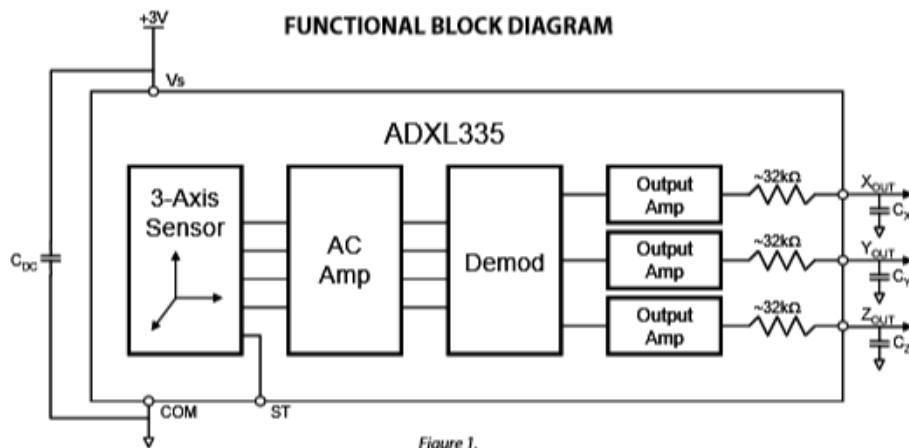 +3V
FUNCTIONAL BLOCK DIAGRAM
Vs
ADXL335
3-Axis
Sensor
AC
Amp
Demod
Output
Amp
~32kΩ
XOUT
CX
Output
Amp
~32kΩ
YOUT
CY
Output
Amp
~32kΩ
ZOUT
CZ
CDC
COM
ST
Figure 1.